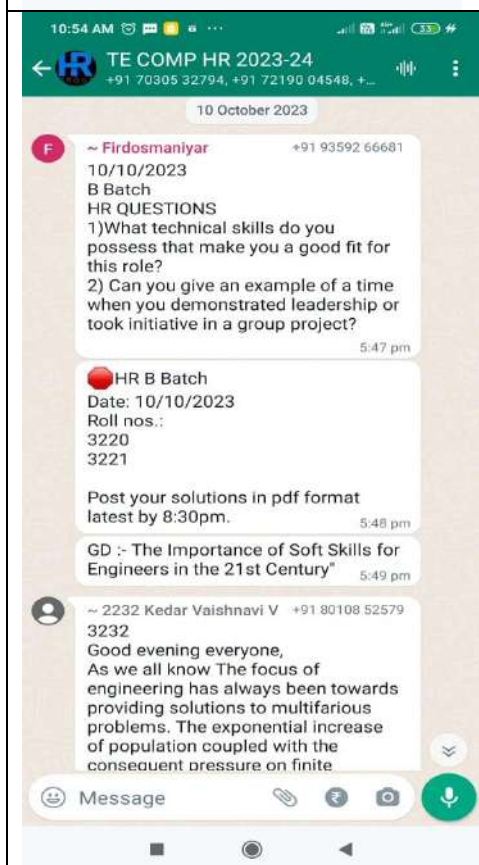 10:54 AM
33
TE COMP HR 2023-24
+91 70305 32794, +91 72190 04548, +...
10 October 2023
F
~ Firdosmaniyar +91 93592 66681
10/10/2023
B Batch
HR QUESTIONS
1)What technical skills do you
possess that make you a good fit for
this role?
2) Can you give an example of a time
when you demonstrated leadership or
took initiative in a group project?
5:47 pm
HR B Batch
Date: 10/10/2023
Roll nos.:
3220
3221
Post your solutions in pdf format
latest by 8:30pm.
5:48 pm
GD :- The Importance of Soft Skills for
Engineers in the 21st Century"
5:49 pm
~ 2232 Kedar Vaishnavi V +91 80108 52579
3232
Good evening everyone,
As we all know The focus of
engineering has always been towards
providing solutions to multifarious
problems. The exponential increase
of population coupled with the
consequent pressure on finite
Message